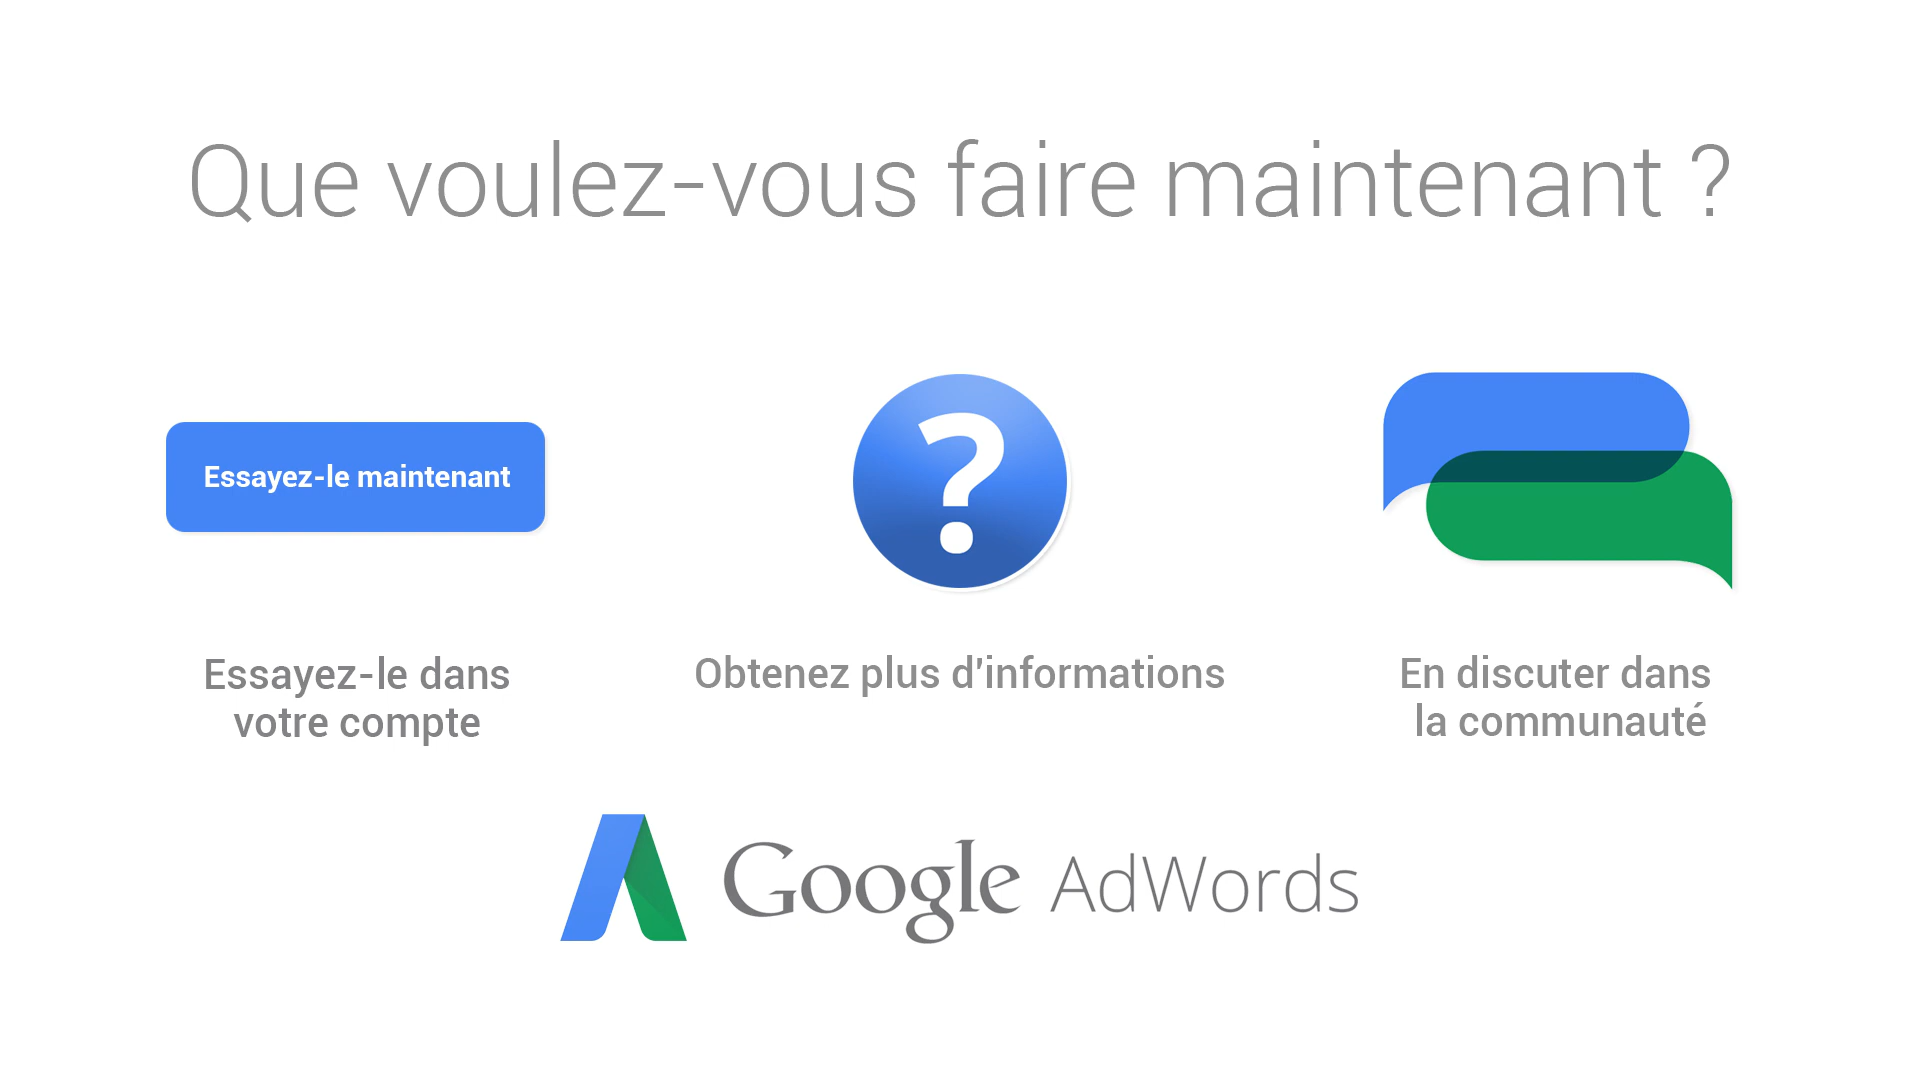 Que voulez-vous faire maintenant ?
Essayez-le maintenant
?
Essayez-le dans
votre compte
Obtenez plus d'informations
En discuter dans
la communauté
Google AdWords